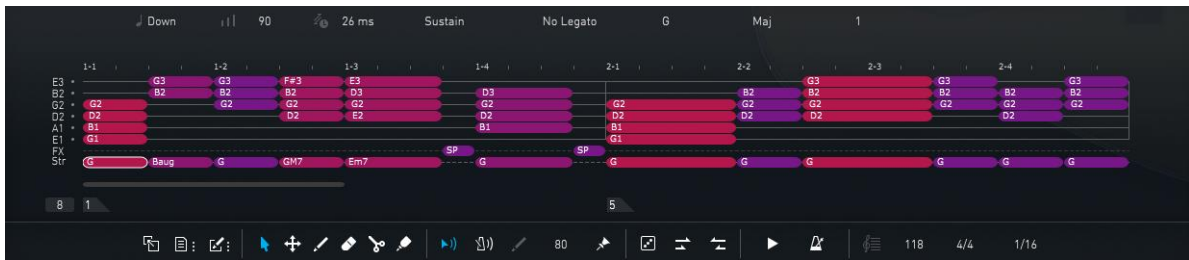 Down 90 26 ms Sustain No Legato G Maj 1
1-1 1-2 1-3 1-4 2-1 2-2 2-3 2-4
E3 G3 G3 F#3 E3 G3 G3 G3
B2 B2 B2 B2 D3 D3 B2 B2 B2 B2 B2
G2 G2 G2 G2 G2 G2 G2 G2 G2 G2 G2 G2
D2 D2 D2 E2 D2 D2 D2 D2 D2
A1 B1 B1 B1
E1 G1 G1
FX SP SP
Str G Baug G GM7 Em7 G G G G G G G
8 1 5
80 118 4/4 1/16